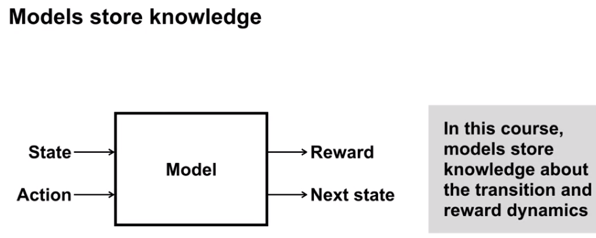 Models store knowledge
State
Action
Model
Reward
Next state
In this course,
models store
knowledge about
the transition and
reward dynamics